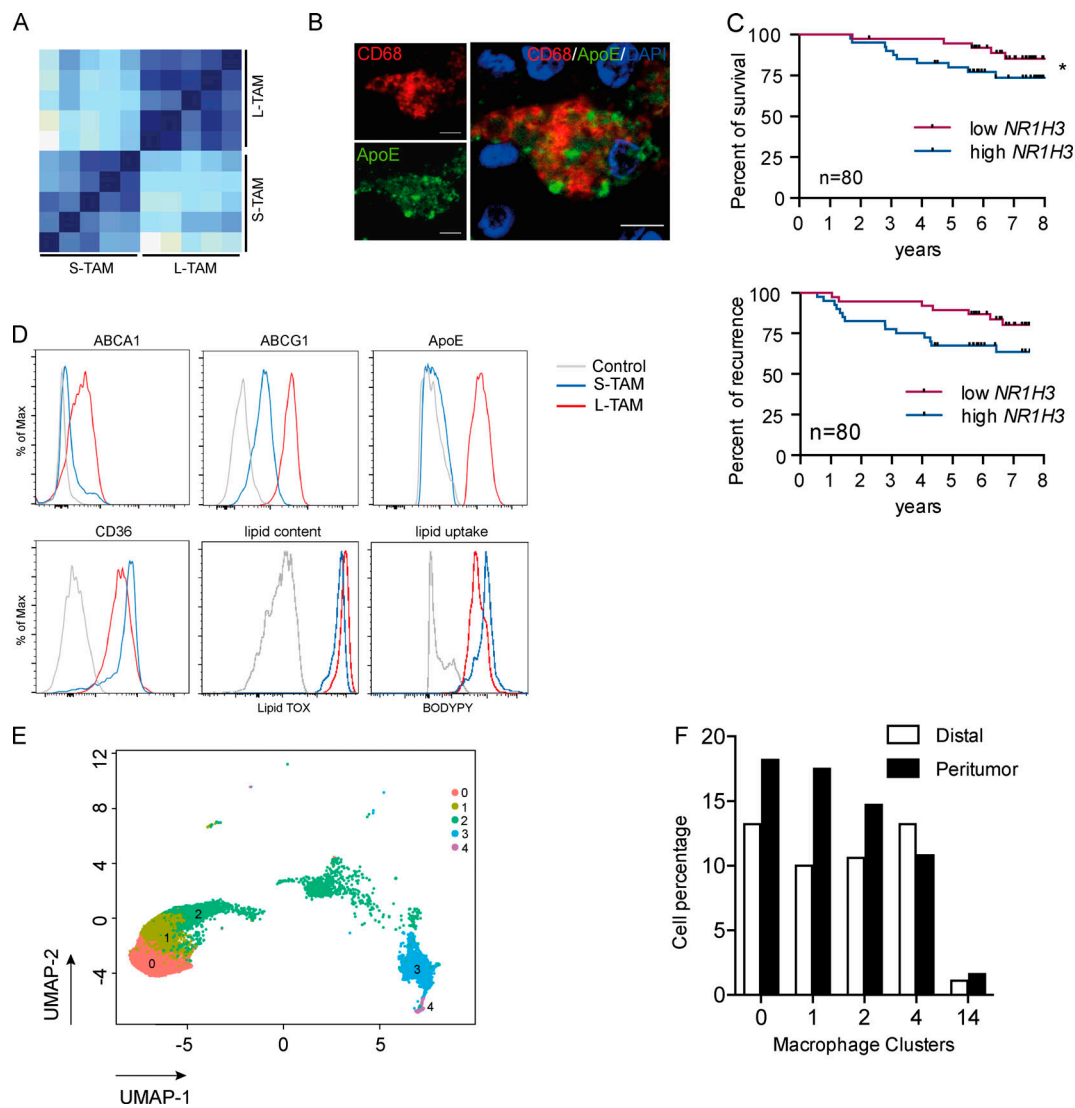 A
L-TAM
S-TAM
S-TAM L-TAM
B
CD68
ApoE
CD68/ApoE/DAPI
C
Percent of survival
100
75
50
25
0
0 1 2 3 4 5 6 7 8
years
low NR1H3
high NR1H3
n=80
*
Percent of recurrence
100
75
50
25
0
0 1 2 3 4 5 6 7 8
years
low NR1H3
high NR1H3
n=80
D
ABCA1 ABCG1 ApoE
% of Max
Control
S-TAM
L-TAM
CD36 lipid content lipid uptake
% of Max
Lipid TOX BODYPY
E
12
8
4
0
-4
-5 0 5
UMAP-2
UMAP-1
0
1
2
3
4
2
1
0
3
4
F
20
15
10
5
0
Cell percentage
Distal
Peritumor
0 1 2 4 14
Macrophage Clusters